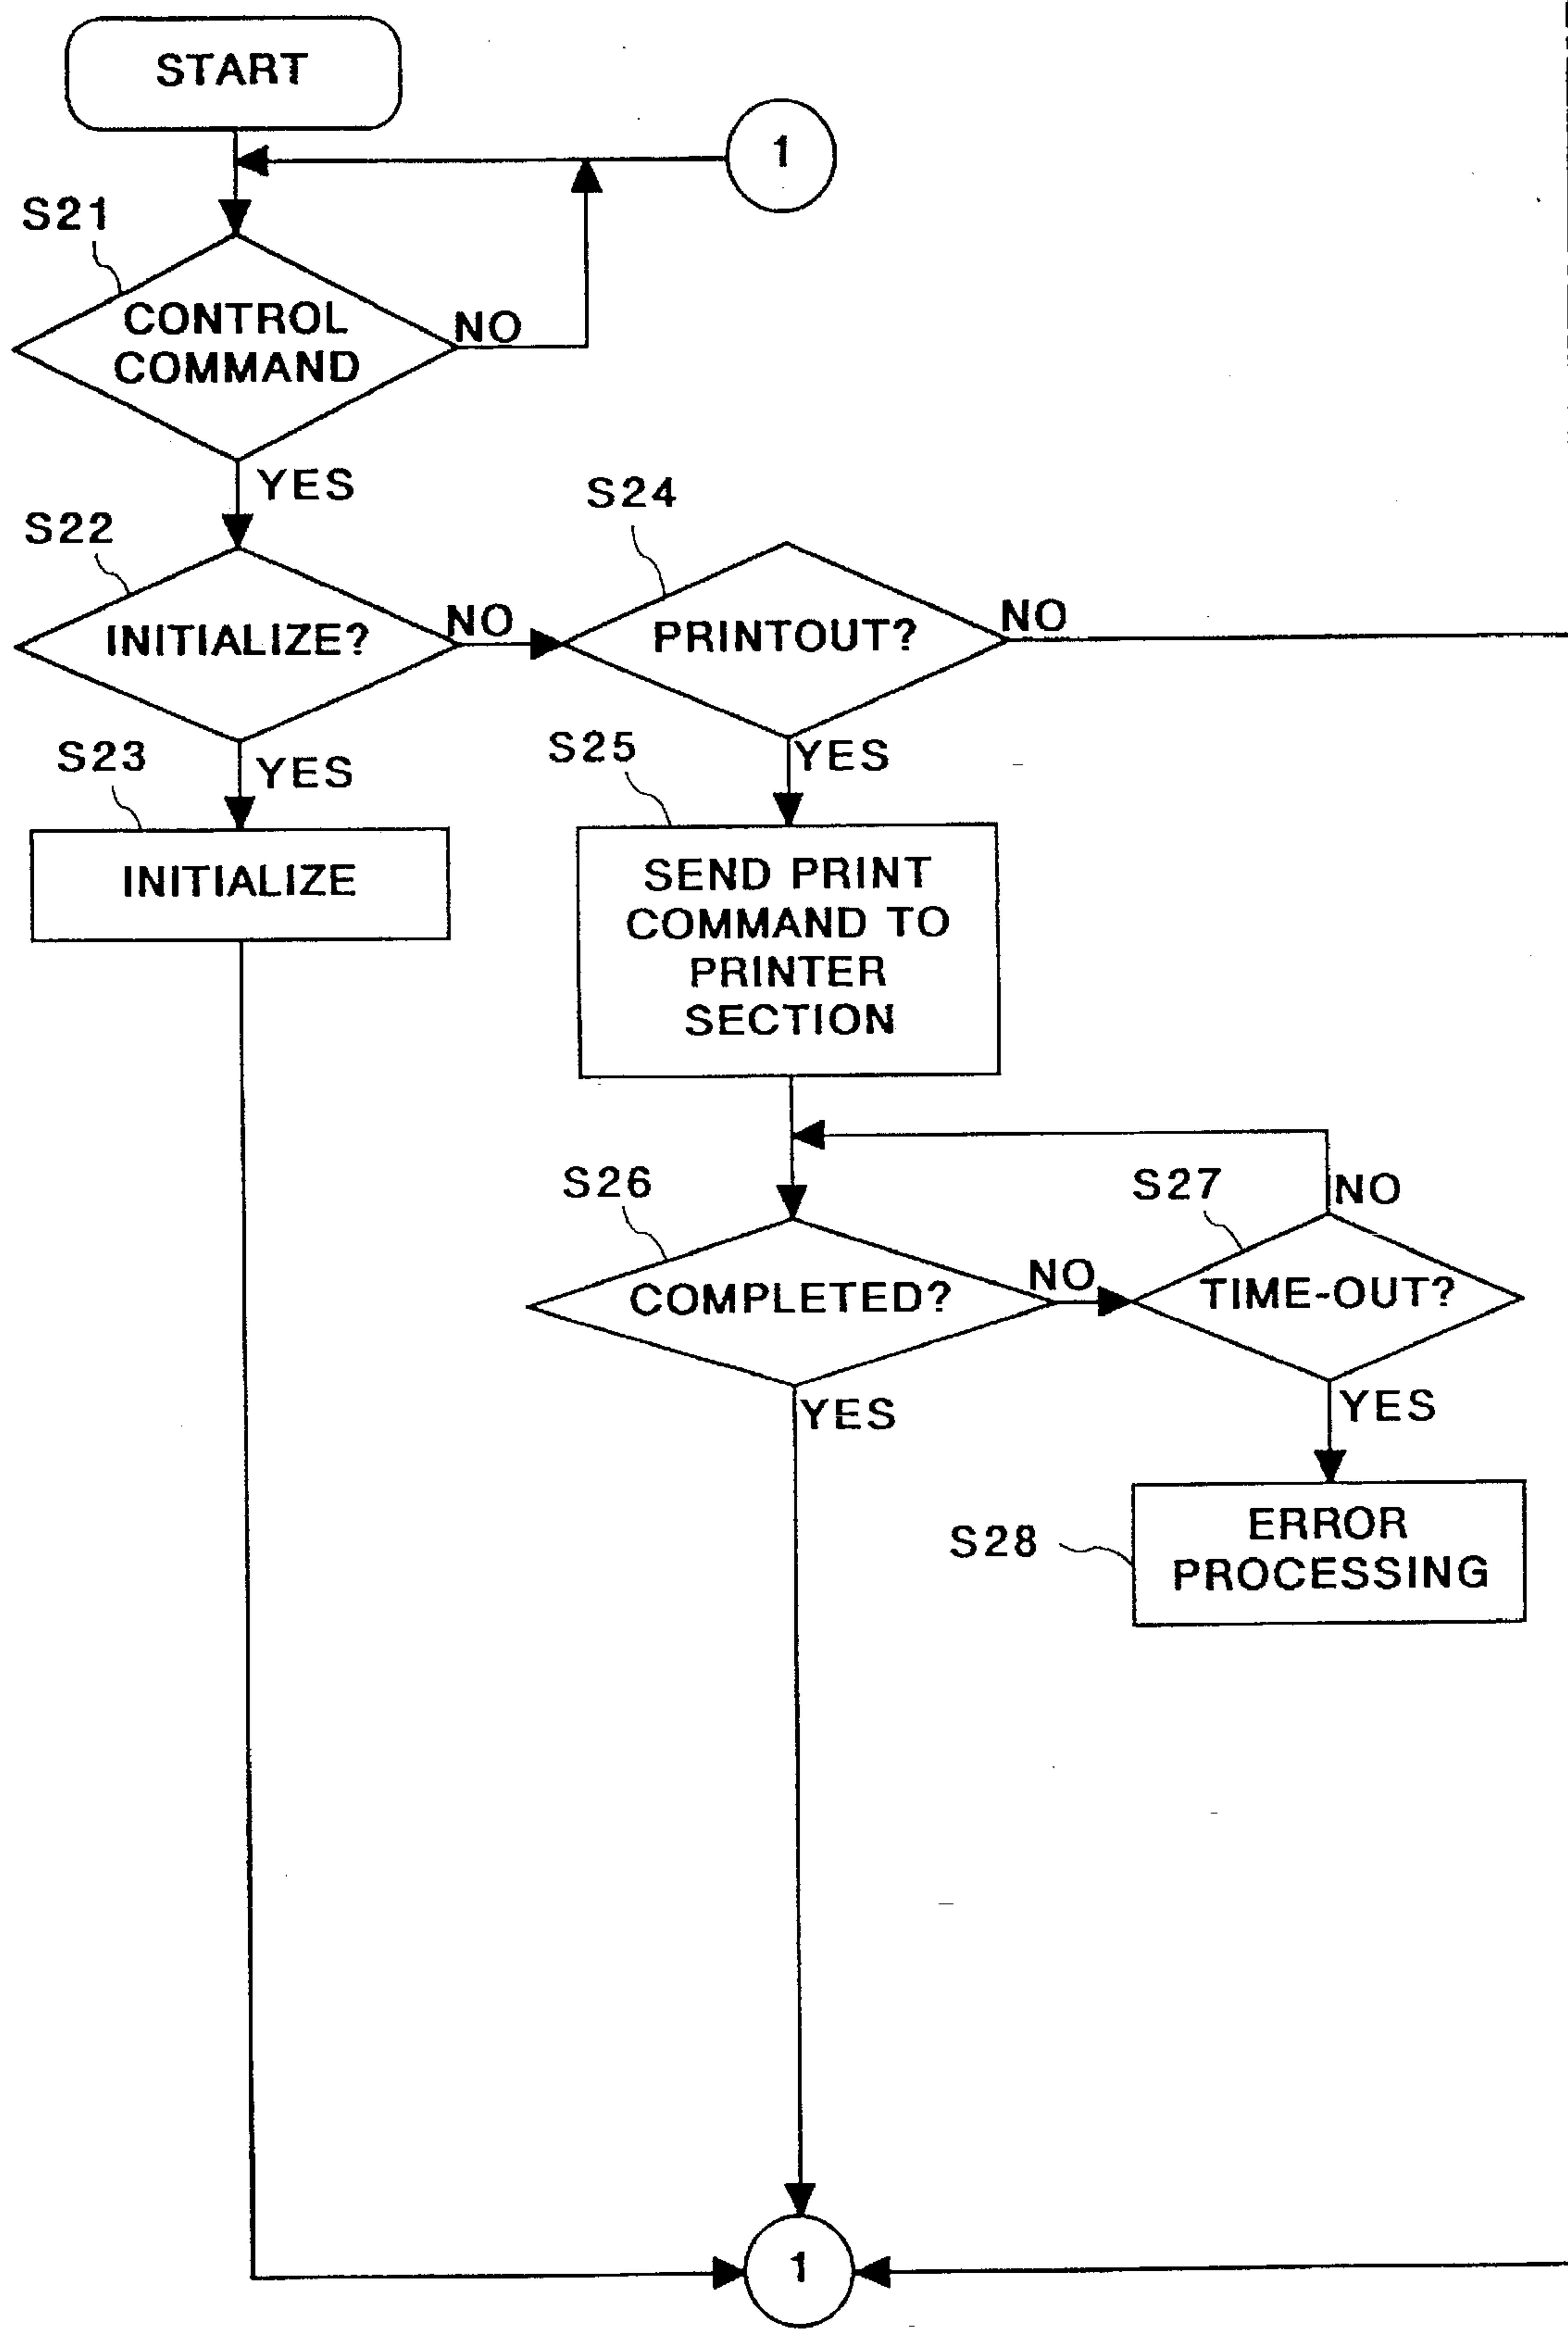 START
1
S21
CONTROL
COMMAND
NO
YES
S22
INITIALIZE?
NO
S24
PRINTOUT?
NO
S23
YES
INITIALIZE
S25
YES
SEND PRINT
COMMAND TO
PRINTER
SECTION
S26
COMPLETED?
NO
S27
NO
TIME-OUT?
YES
YES
S28
ERROR
PROCESSING
1